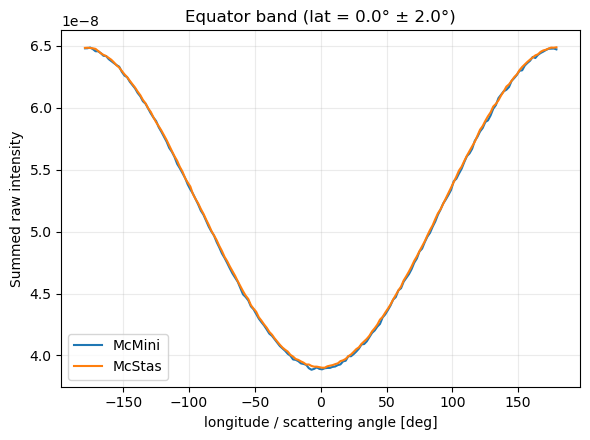 Equator band (lat = 0.0° ± 2.0°)
1e−8
6.5
6.0
5.5
5.0
4.5
4.0
Summed raw intensity
McMini
McStas
−150
−100
−50
0
50
100
150
longitude / scattering angle [deg]